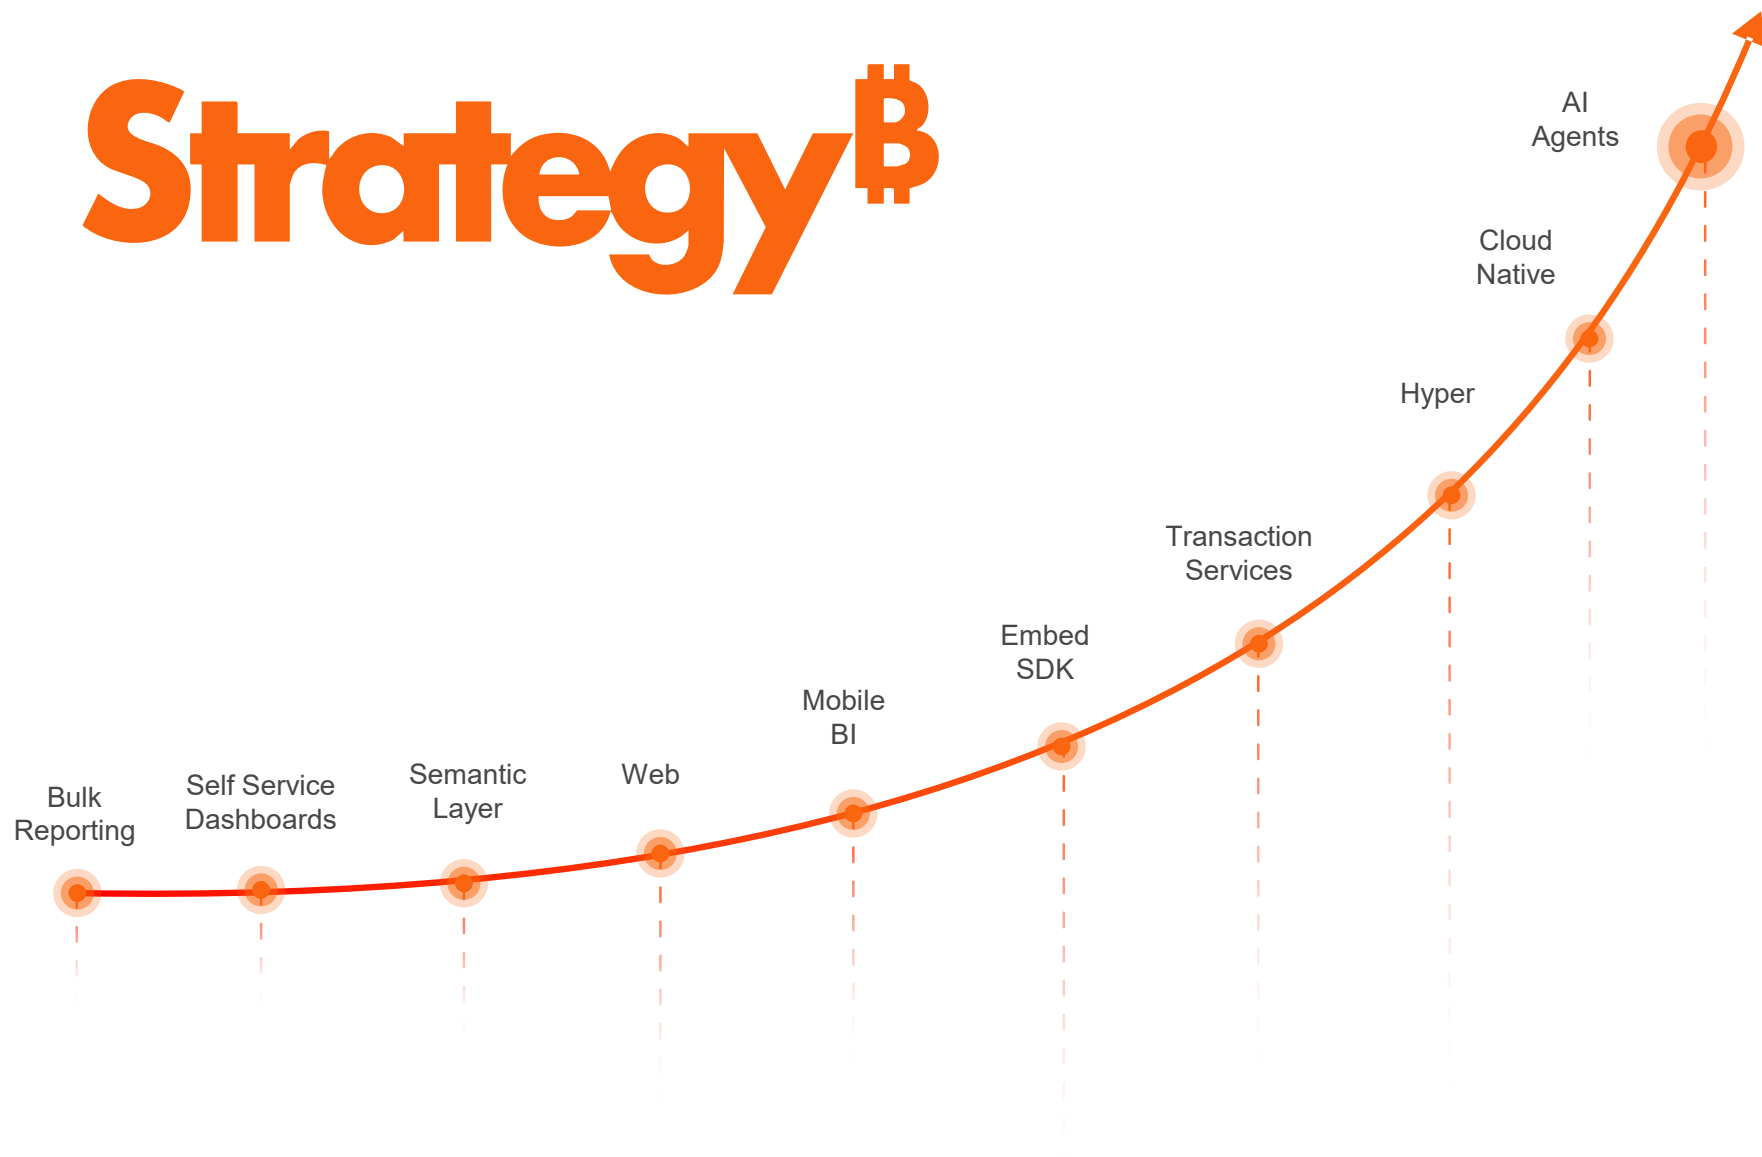 Strategy₿
AI
Agents
Cloud
Native
Hyper
Transaction
Services
Embed
SDK
Mobile
BI
Web
Semantic
Layer
Self Service
Dashboards
Bulk
Reporting